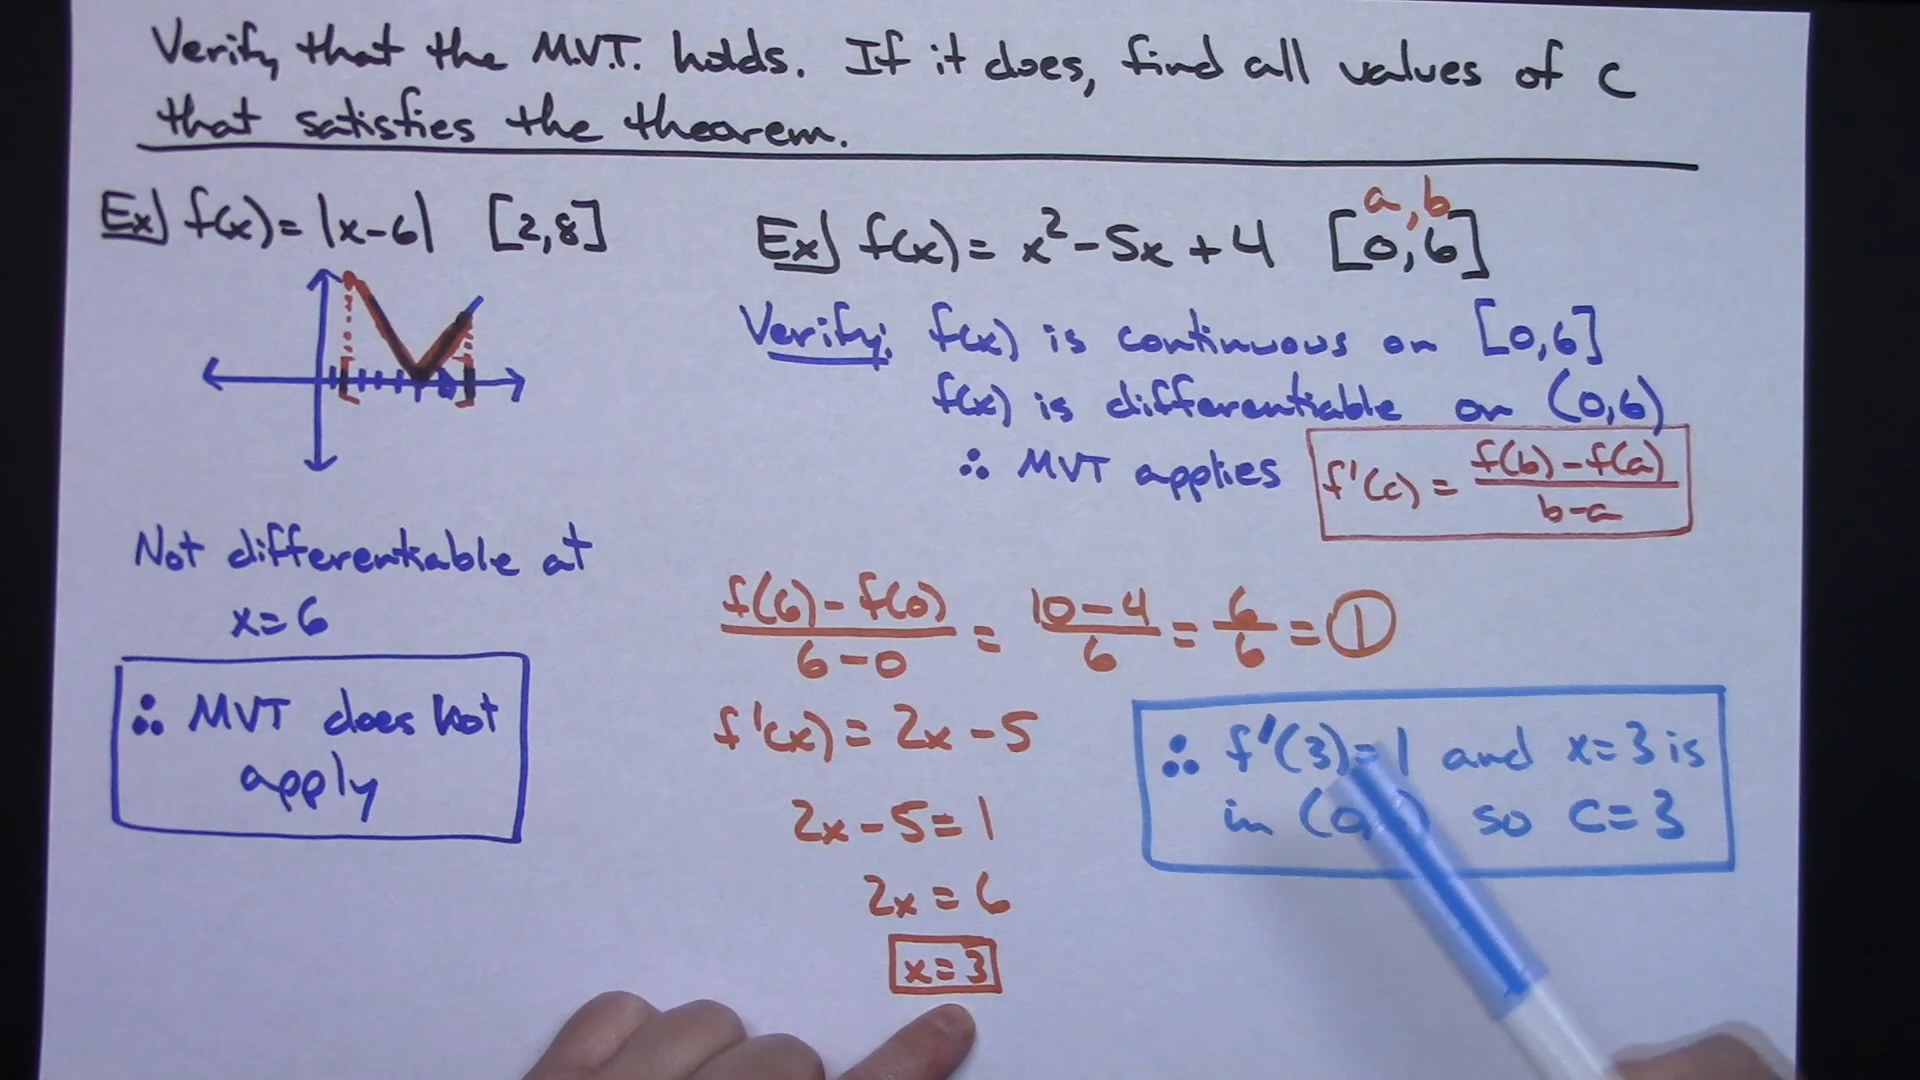 Verify that the M.V.T. holds. If it does, find all values of c
that satisfies the theorem.
Ex] f(x) = |x-6| [2,8]
Not differentiable at
x = 6
∴ MVT does not
apply
a, b
Ex] f(x) = x² - 5x + 4 [0,6]
Verify: f(x) is continuous on [0,6]
f(x) is differentiable on (0,6)
∴ MVT applies f'(c) = f(b) - f(a) / b - a
f(6) - f(0) / 6 - 0 = 10 - 4 / 6 = 6 / 6 = 1
f'(x) = 2x - 5
2x - 5 = 1
2x = 6
x = 3
∴ f'(3) = 1 and x = 3 is
in (0, ) so c = 3